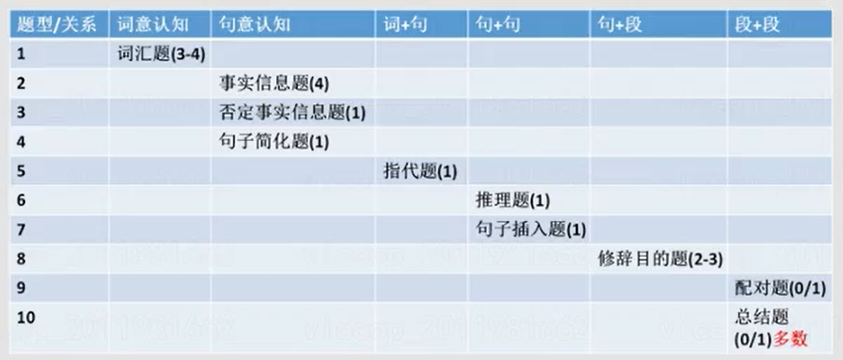 题型/关系 词意认知 句意认知 词+句 句+句 句+段 段+段
1 词汇题(3-4)
2 事实信息题(4)
3 否定事实信息题(1)
4 句子简化题(1)
5 指代题(1)
6 推理题(1)
7 句子插入题(1)
8 修辞目的题(2-3)
9 配对题(0/1)
10 总结题
(0/1)多数